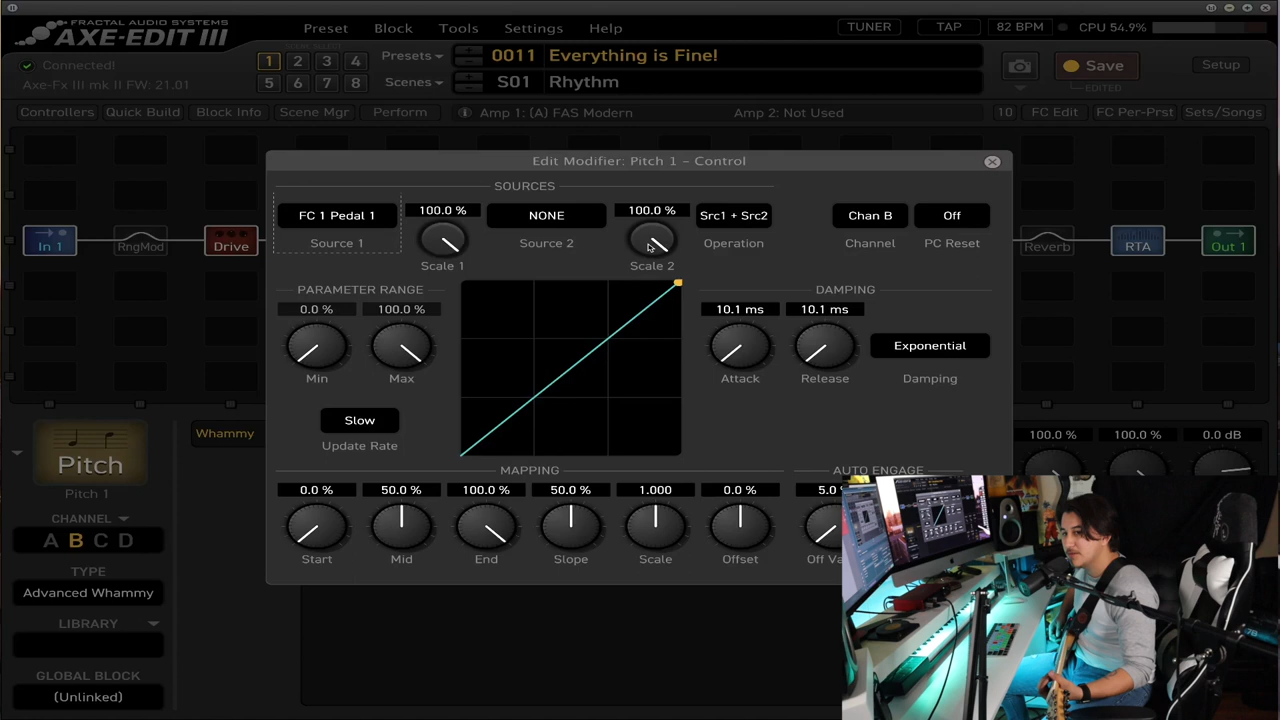 FRACTAL AUDIO SYSTEMS
AXE-EDIT III
Preset Block Tools Settings Help
TUNER TAP 82 BPM CPU 54.9%
Connected!
Axe-Fx III mk II FW: 21.01
SCENE SELECT
1 2 3 4
5 6 7 8
Presets 0011 Everything is Fine!
Scenes S01 Rhythm
Save
EDITED
Setup
Controllers Quick Build Block Info Scene Mgr Perform Amp 1: (A) FAS Modern Amp 2: Not Used 10 FC Edit FC Per-Prst Sets/Songs
In 1 RngMod Drive Reverb RTA Out 1
Edit Modifier: Pitch 1 – Control
SOURCES
FC 1 Pedal 1 100.0 % NONE 100.0 % Src1 + Src2 Chan B Off
Source 1 Scale 1 Source 2 Scale 2 Operation Channel PC Reset
PARAMETER RANGE DAMPING
0.0 % 100.0 % 10.1 ms 10.1 ms Exponential
Min Max Attack Release Damping
Slow
Update Rate
MAPPING AUTO ENGAGE
0.0 % 50.0 % 100.0 % 50.0 % 1.000 0.0 % 5.0
Start Mid End Slope Scale Offset Off Va
Pitch
Pitch 1
CHANNEL
A B C D
TYPE
Advanced Whammy
LIBRARY
GLOBAL BLOCK
(Unlinked)
Whammy
100.0 % 100.0 % 0.0 dB